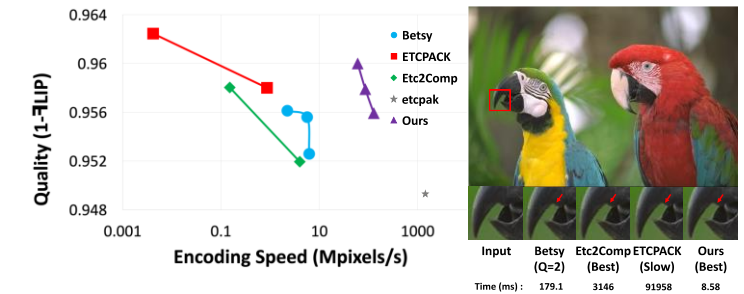 0.964
0.96
0.956
0.952
0.948
Quality (1-ꟻLIP)
0.001
0.1
10
1000
Encoding Speed (Mpixels/s)
Betsy
ETCPACK
Etc2Comp
etcpak
Ours
Input
Betsy
(Q=2)
Etc2Comp
(Best)
ETCPACK
(Slow)
Ours
(Best)
Time (ms) : 179.1 3146 91958 8.58